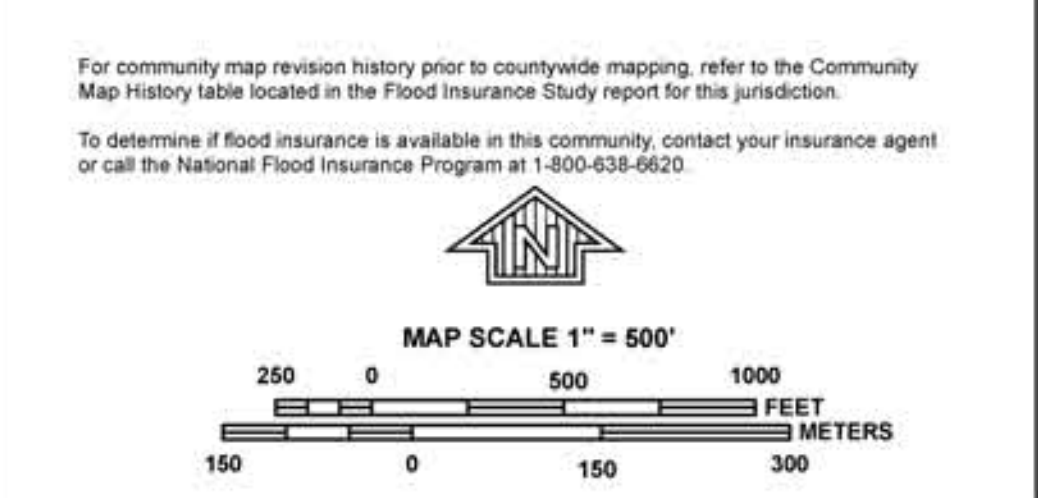 For community map revision history prior to countywide mapping, refer to the Community
Map History table located in the Flood Insurance Study report for this jurisdiction.
To determine if flood insurance is available in this community, contact your insurance agent
or call the National Flood Insurance Program at 1-800-638-6620.
N
MAP SCALE 1" = 500'
250 0 500 1000
FEET
METERS
150 0 150 300